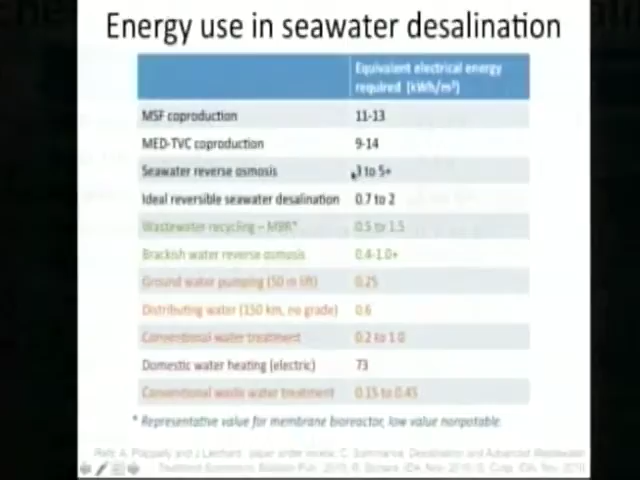 Energy use in seawater desalination
Equivalent electrical energy
required (kWh/m³)
MSF coproduction 11-13
MED-TVC coproduction 9-14
Seawater reverse osmosis 3 to 5+
Ideal reversible seawater desalination 0.7 to 2
Wastewater recycling – MBR* 0.5 to 1.5
Brackish water reverse osmosis 0.4-1.0+
Ground water pumping (50 m lift) 0.25
Distributing water (150 km, no grade) 0.6
Conventional water treatment 0.2 to 1.0
Domestic water heating (electric) 73
Conventional waste water treatment 0.15 to 0.45
* Representative value for membrane bioreactor, low value nonpotable.